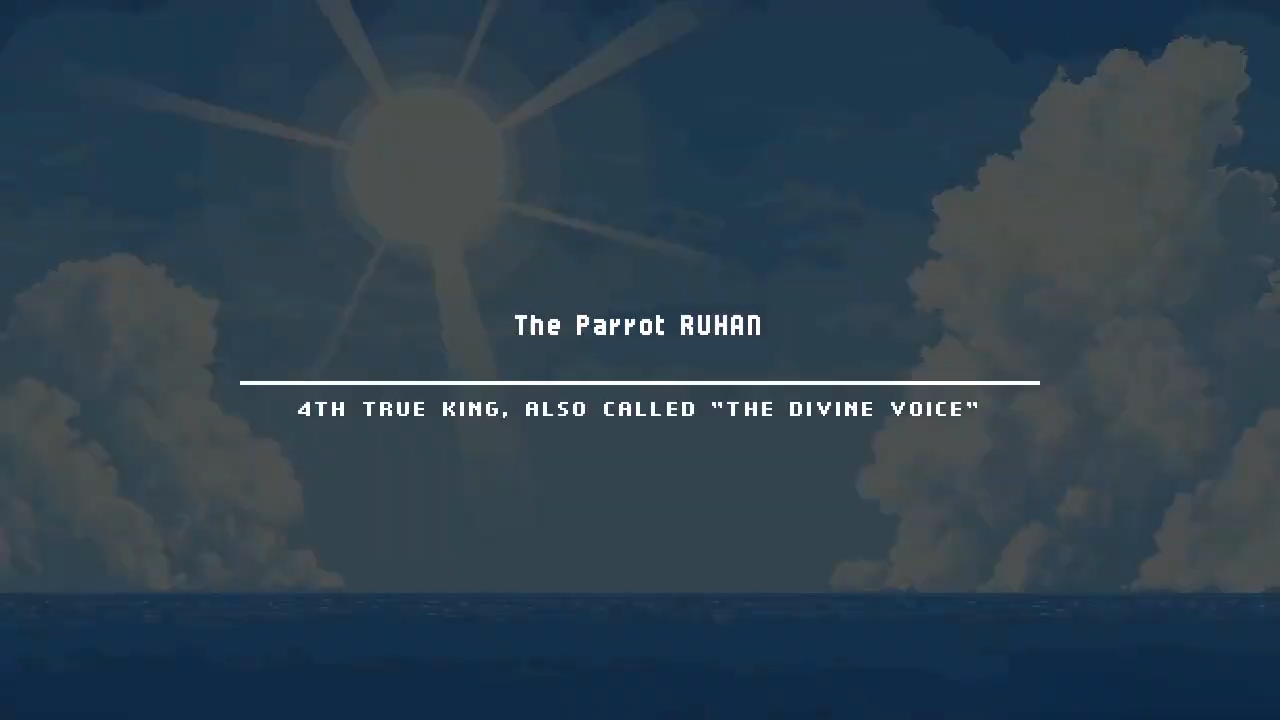 The Parrot RUHAN
4TH TRUE KING, ALSO CALLED "THE DIVINE VOICE"